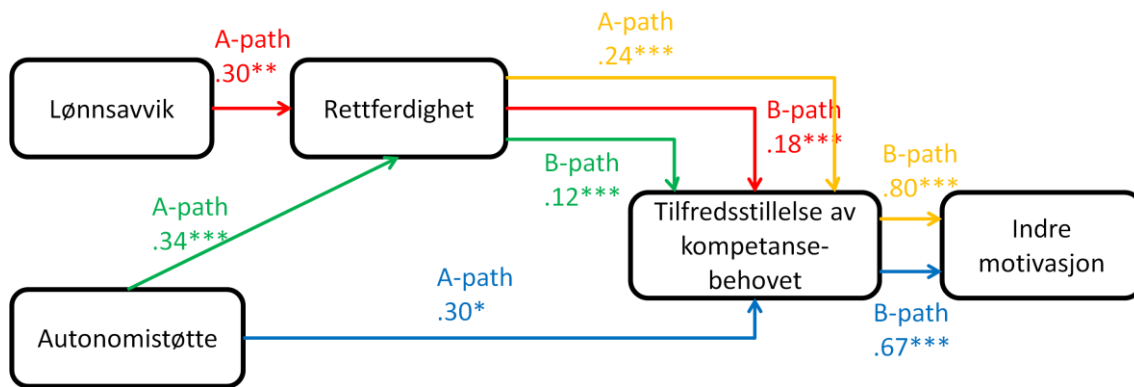 A-path
.30**
A-path
.24***
Lønnsavvik
Rettferdighet
B-path
.18***
B-path
.12***
B-path
.80***
A-path
.34***
Tilfredsstillelse av
kompetanse-
behovet
Indre
motivasjon
A-path
.30*
Autonomistøtte
B-path
.67***